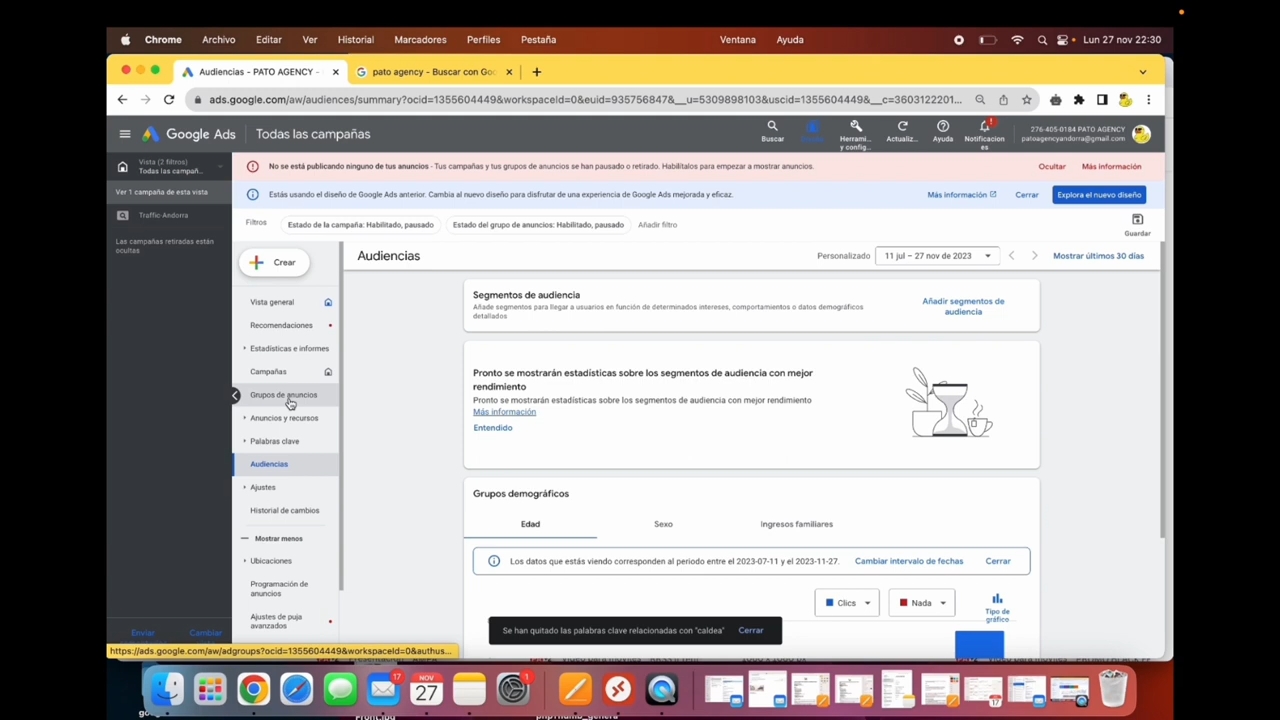 Chrome Archivo Editar Ver Historial Marcadores Perfiles Pestaña Ventana Ayuda Lun 27 nov 22:30
Audiencias - PATO AGENCY - pato agency - Buscar con Goo
ads.google.com/aw/audiences/summary?ocid=1355604449&workspaceId=0&euid=935756847&__u=5309898103&uscid=1355604449&__c=3603122201...
Google Ads Todas las campañas
Buscar
Herrami... y config...
Actualiz...
Ayuda
Notificacion es
276-405-0184 PATO AGENCY
patoagencyandorra@gmail.com
Vista (2 filtros)
Todas las campañ...
Ver 1 campaña de esta vista
Traffic-Andorra
Las campañas retiradas están
ocultas
No se está publicando ninguno de tus anuncios - Tus campañas y tus grupos de anuncios se han pausado o retirado. Habilítalos para empezar a mostrar anuncios. Ocultar Más información
Estás usando el diseño de Google Ads anterior. Cambia al nuevo diseño para disfrutar de una experiencia de Google Ads mejorada y eficaz. Más información Cerrar Explora el nuevo diseño
Filtros Estado de la campaña: Habilitado, pausado Estado del grupo de anuncios: Habilitado, pausado Añadir filtro
Guardar
Crear
Vista general
Recomendaciones
Estadísticas e informes
Campañas
Grupos de anuncios
Anuncios y recursos
Palabras clave
Audiencias
Ajustes
Historial de cambios
Mostrar menos
Ubicaciones
Programación de
anuncios
Ajustes de puja
avanzados
Enviar
Cambiar
Audiencias Personalizado 11 jul – 27 nov de 2023 Mostrar últimos 30 días
Segmentos de audiencia
Añade segmentos para llegar a usuarios en función de determinados intereses, comportamientos o datos demográficos
detallados
Añadir segmentos de
audiencia
Pronto se mostrarán estadísticas sobre los segmentos de audiencia con mejor
rendimiento
Pronto se mostrarán estadísticas sobre los segmentos de audiencia con mejor rendimiento
Más información
Entendido
Grupos demográficos
Edad Sexo Ingresos familiares
Los datos que estás viendo corresponden al periodo entre el 2023-07-11 y el 2023-11-27. Cambiar intervalo de fechas Cerrar
Clics Nada
Tipo de
gráfico
Se han quitado las palabras clave relacionadas con "caldea" Cerrar
https://ads.google.com/aw/adgroups?ocid=1355604449&workspaceId=0&authus...
17
NOV
27
1
17